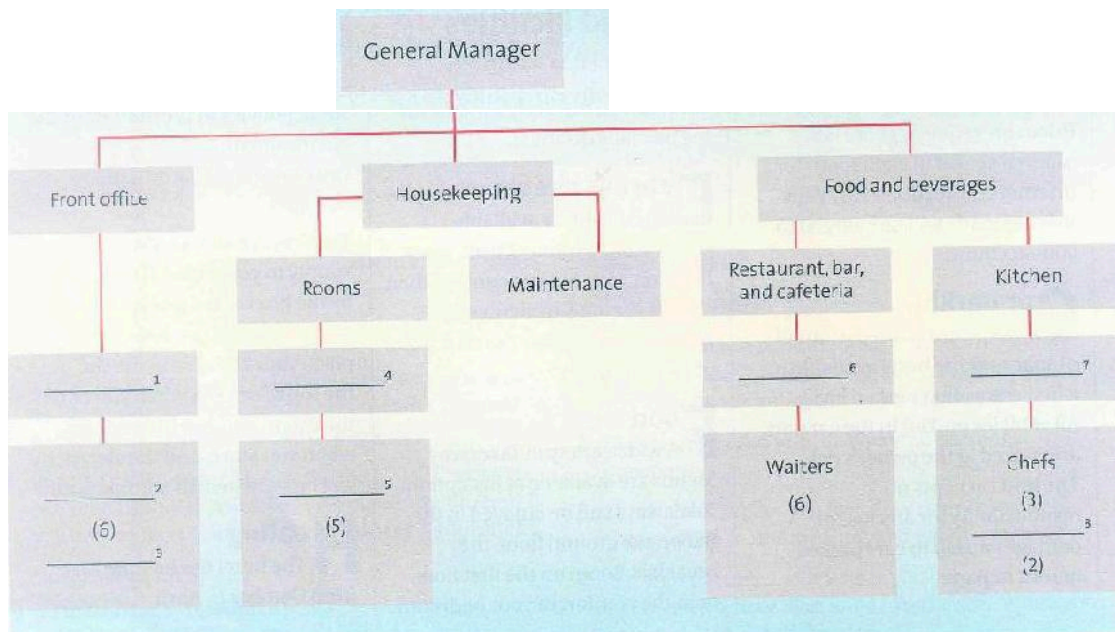 General Manager
Front office
Housekeeping
Food and beverages
Rooms
Maintenance
Restaurant, bar,
and cafeteria
Kitchen
1
4
6
7
2
(6)
3
5
(5)
Waiters
(6)
Chefs
(3)
8
(2)